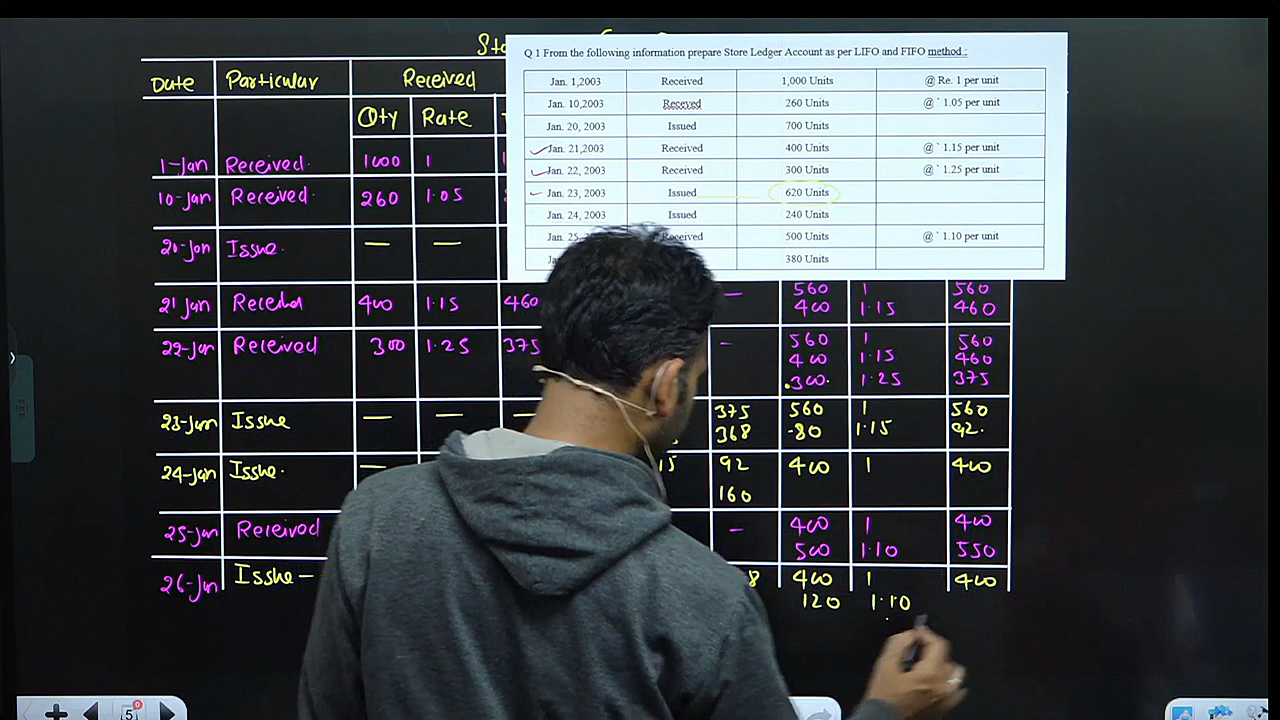 Q 1 From the following information prepare Store Ledger Account as per LIFO and FIFO method :
Jan. 1,2003 Received 1,000 Units @ Re. 1 per unit
Jan. 10,2003 Receved 260 Units @ ` 1.05 per unit
Jan. 20, 2003 Issued 700 Units
Jan. 21,2003 Received 400 Units @ ` 1.15 per unit
Jan. 22, 2003 Received 300 Units @ ` 1.25 per unit
Jan. 23, 2003 Issued 620 Units
Jan. 24, 2003 Issued 240 Units
Jan. 25, Received 500 Units @ ` 1.10 per unit
380 Units
Date Particular Received
Qty Rate
1-Jan Received. 1000 1
10-Jan Received. 260 1.05
20-Jan Issue. — —
21 Jan Received 400 1.15 460 — 560 1 560
400 1.15 460
22-Jan Received 300 1.25 375 - 560 1 560
400 1.15 460
300. 1.25 375
23-Jan Issue — — — 375 560 1 560
368 -80 1.15 92.
24-Jan Issue. — 15 92 400 1 400
160
25-Jan Received - 400 1 400
500 1.10 550
26-Jan Issue — 8 400 1 400
120 1.10
5